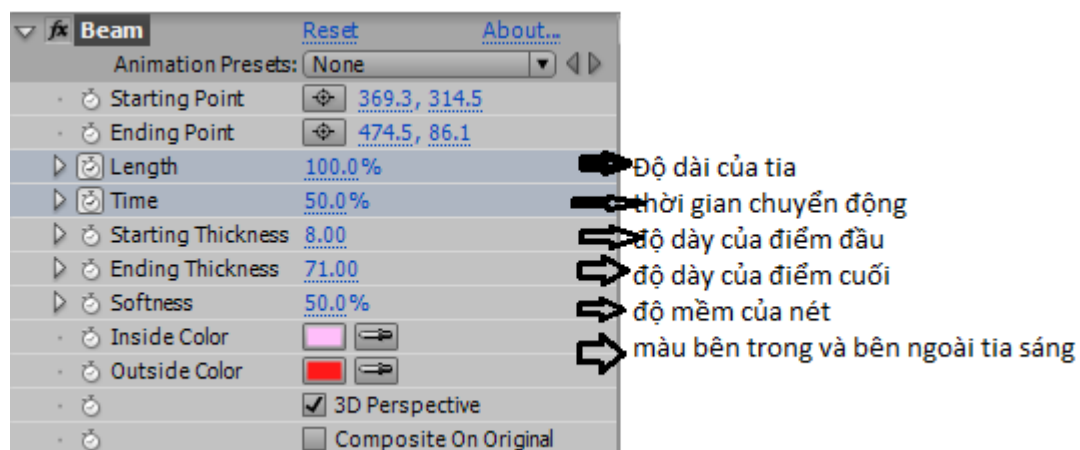 fx Beam Reset About...
Animation Presets: None
Starting Point 369.3, 314.5
Ending Point 474.5, 86.1
Length 100.0% Độ dài của tia
Time 50.0% thời gian chuyển động
Starting Thickness 8.00 độ dày của điểm đầu
Ending Thickness 71.00 độ dày của điểm cuối
Softness 50.0% độ mềm của nét
Inside Color màu bên trong và bên ngoài tia sáng
Outside Color
3D Perspective
Composite On Original